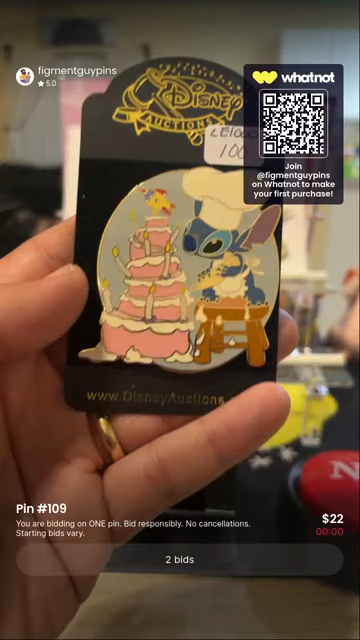 figmentguypins
★ 5.0
whatnot
Join
@figmentguypins
on Whatnot to make
your first purchase!
Disney
AUCTIONS
100
www.DisneyAuctions.
Pin #109
You are bidding on ONE pin. Bid responsibly. No cancellations.
Starting bids vary.
$22
00:00
2 bids